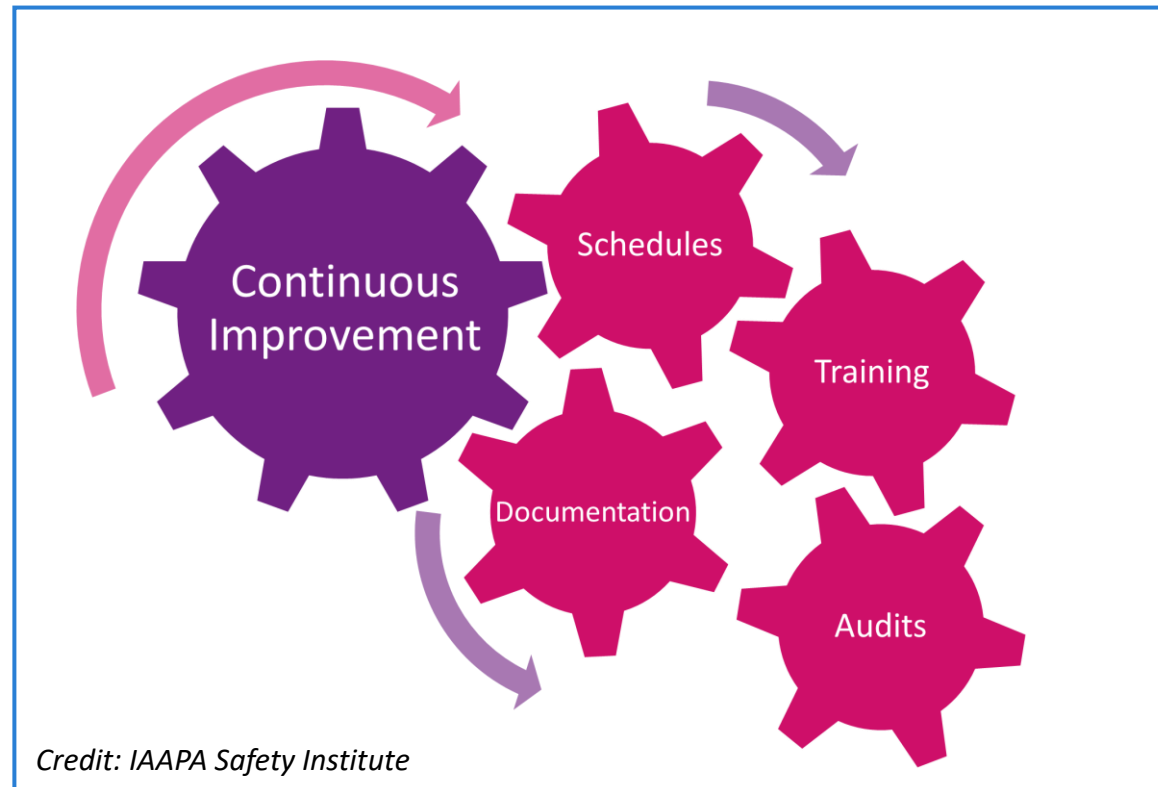 Continuous
Improvement
Schedules
Training
Documentation
Audits
Credit: IAAPA Safety Institute